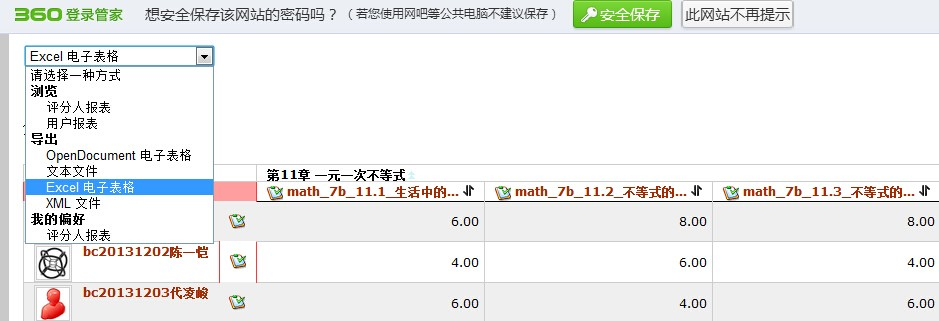 360 登录管家 想安全保存该网站的密码吗？（若您使用网吧等公共电脑不建议保存） 安全保存 此网站不再提示
Excel 电子表格
请选择一种方式
浏览
评分人报表
用户报表
导出
OpenDocument 电子表格
文本文件
Excel 电子表格
XML 文件
我的偏好
评分人报表
第11章 一元一次不等式
math_7b_11.1_生活中的... math_7b_11.2_不等式的... math_7b_11.3_不等式的...
6.00 8.00 8.00
bc20131202陈一恺 4.00 6.00 4.00
bc20131203代凌峻 6.00 4.00 6.00